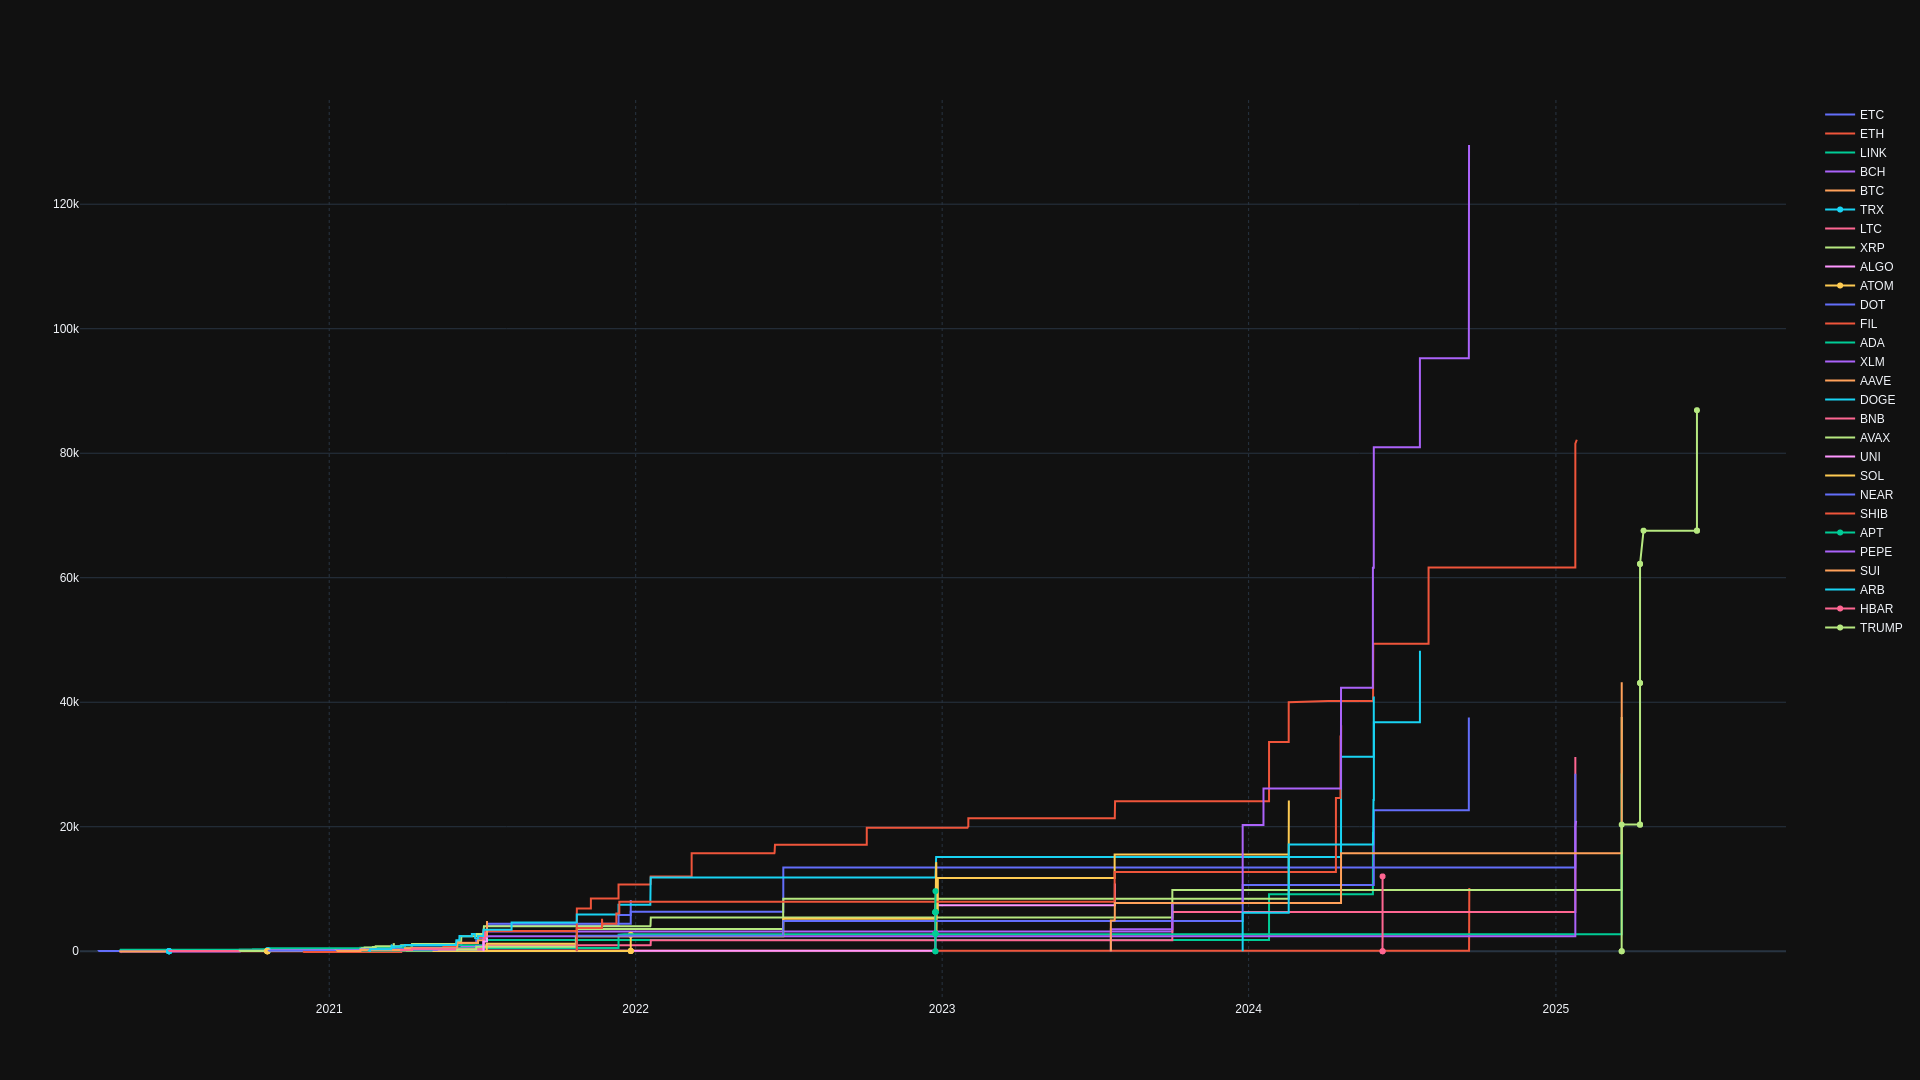 120k
100k
80k
60k
40k
20k
0
2021
2022
2023
2024
2025
ETC
ETH
LINK
BCH
BTC
TRX
LTC
XRP
ALGO
ATOM
DOT
FIL
ADA
XLM
AAVE
DOGE
BNB
AVAX
UNI
SOL
NEAR
SHIB
APT
PEPE
SUI
ARB
HBAR
TRUMP